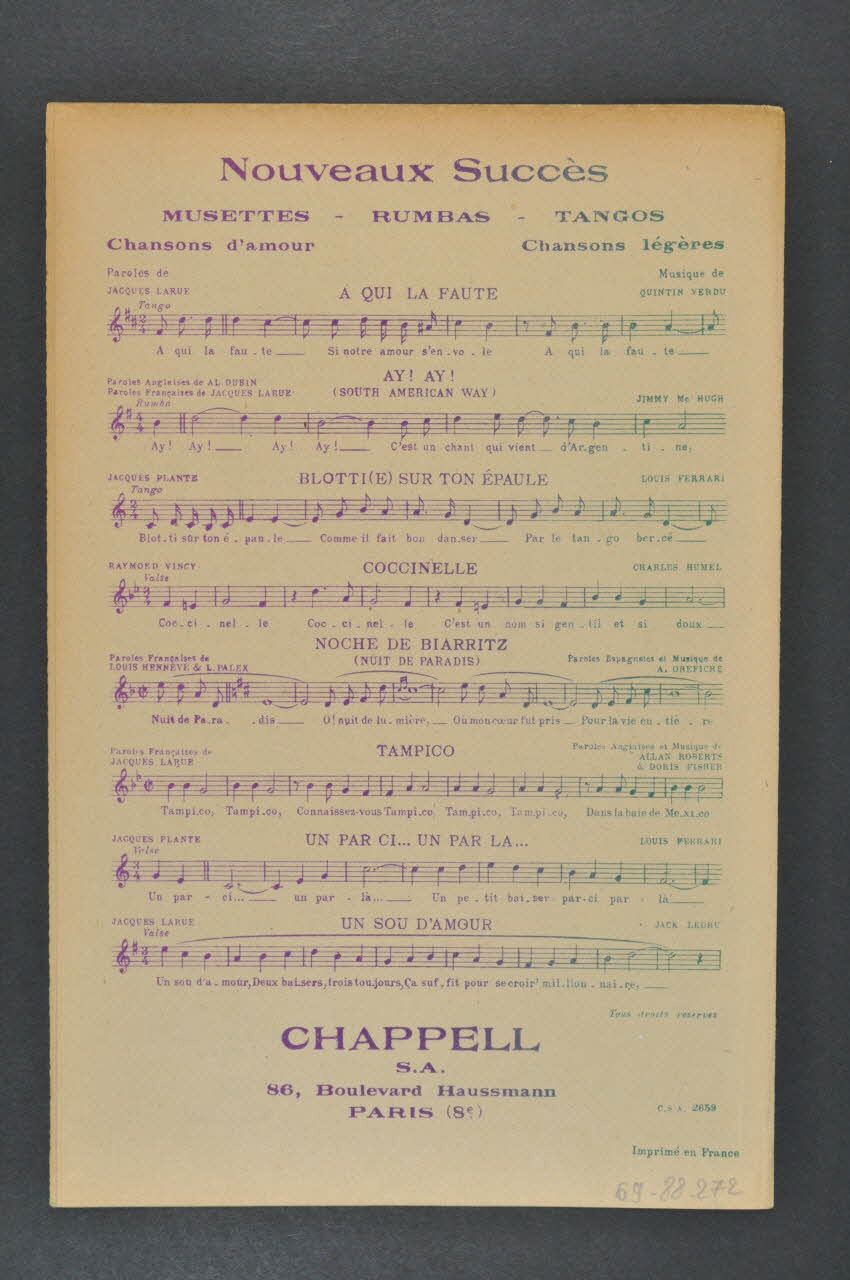 Nouveaux Succès
MUSETTES - RUMBAS - TANGOS
Chansons d'amour Chansons légères
Paroles de Musique de
JACQUES LARUE A QUI LA FAUTE QUINTIN VERDU
Tango
A qui la fau - te Si notre amour s'en - vo - le A qui la fau - te
Paroles Anglaises de AL. DUBIN AY! AY!
Paroles Françaises de JACQUES LARUE (SOUTH AMERICAN WAY) JIMMY Mc HUGH
Rumba
Ay! Ay! Ay! Ay! C'est un chant qui vient d'Ar-gen - ti - ne,
JACQUES PLANTE BLOTTI(E) SUR TON ÉPAULE LOUIS FERRARI
Tango
Blot-ti sur ton é - pau-le Comme il fait bon dan-ser Par le tan-go ber-cé
RAYMOND VINCY COCCINELLE CHARLES HUMEL
Valse
Coc-ci-nel-le Coc-ci-nel-le C'est un nom si gen-til et si doux
NOCHE DE BIARRITZ
Paroles Françaises de (NUIT DE PARADIS) Paroles Espagnoles et Musique de
LOUIS HENNEVÉ & L. PALEX A. OREFICHE
Nuit de Pa-ra - dis O! nuit de lu-mière, Où mon cœur fut pris Pour la vie en-tiè - re
Paroles Françaises de TAMPICO Paroles Anglaises et Musique de
JACQUES LARUE ALLAN ROBERTS
& DORIS FISHER
Tampi-co, Tampi-co, Connaissez-vous Tampi-co Tam-pi-co, Tam-pi-co, Dans la baie de Me-xi-co
JACQUES PLANTE UN PAR CI... UN PAR LA... LOUIS FERRARI
Valse
Un par - ci... un par - là... Un pe-tit bai-ser par-ci par - là
JACQUES LARUE UN SOU D'AMOUR JACK LEDRU
Valse
Un sou d'a-mour, Deux bai-sers, trois tou-jours, Ça suf-fit pour se croir' mil-lion-nai-re,
Tous droits réservés
CHAPPELL
S.A.
86, Boulevard Haussmann
PARIS (8e)
C.S.A. 2659
Imprimé en France
69-88-272